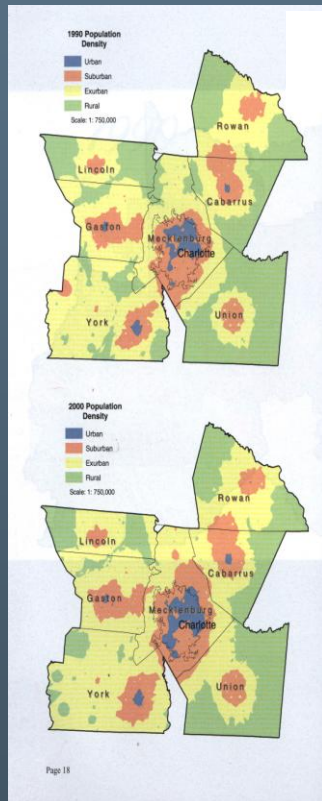 1990 Population
Density
Urban
Suburban
Exurban
Rural
Scale: 1: 750,000
Rowan
Lincoln
Cabarrus
Gaston
Mecklenburg
Charlotte
York
Union
2000 Population
Density
Urban
Suburban
Exurban
Rural
Scale: 1: 750,000
Rowan
Lincoln
Cabarrus
Gaston
Mecklenburg
Charlotte
York
Union
Page 18